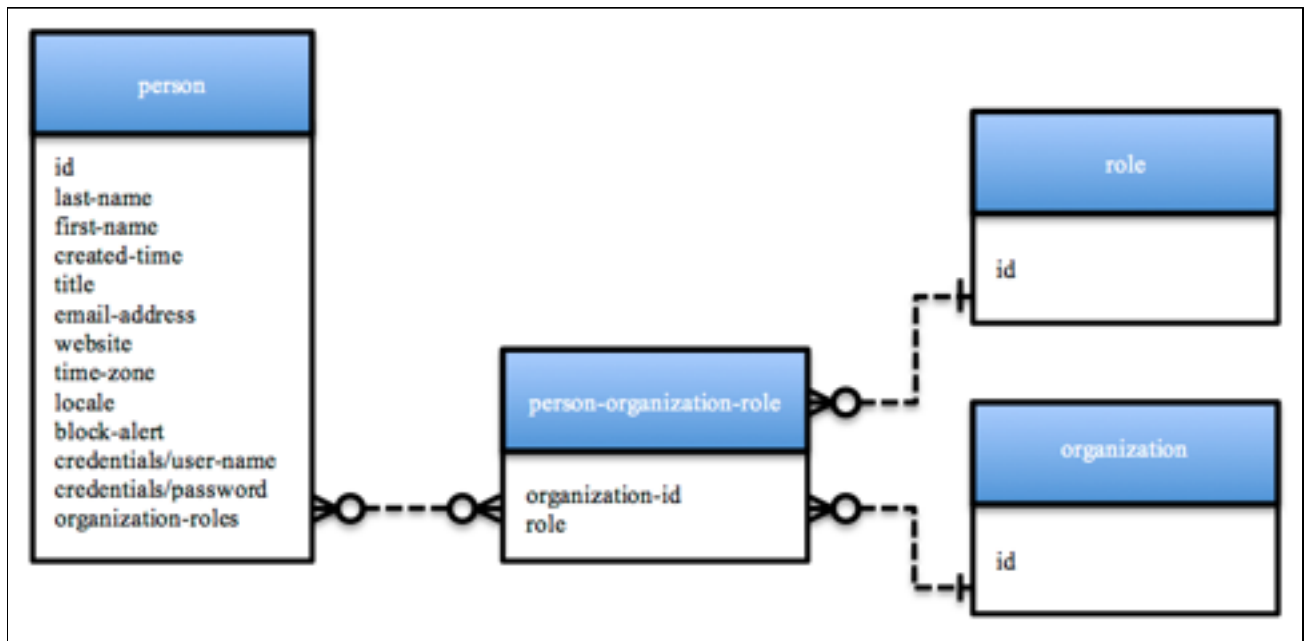 person
id
last-name
first-name
created-time
title
email-address
website
time-zone
locale
block-alert
credentials/user-name
credentials/password
organization-roles
person-organization-role
organization-id
role
role
id
organization
id